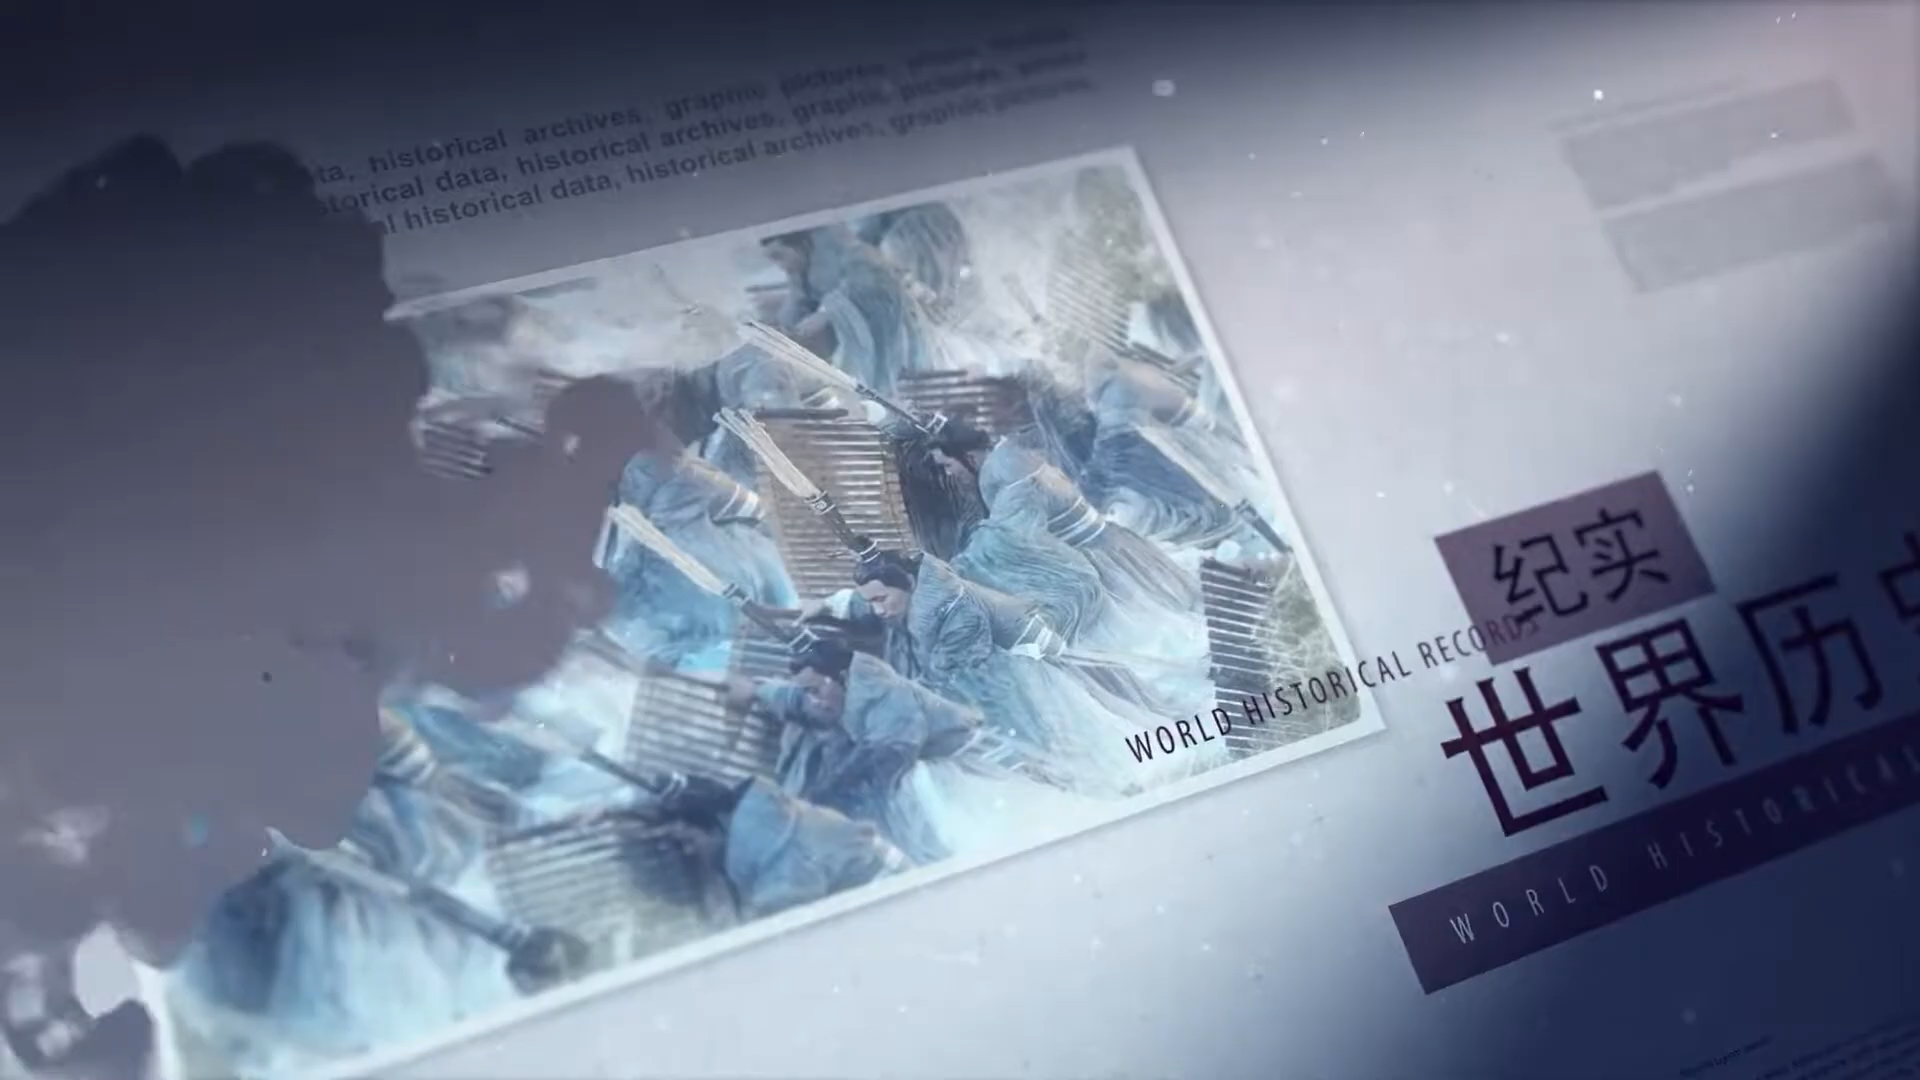 historical archives, graphic pictures,
storical data, historical archives, graphic pictures,
al historical data, historical archives, graphic pictures,
纪实
WORLD HISTORICAL RECORDS
世界历
WORLD HISTORICAL